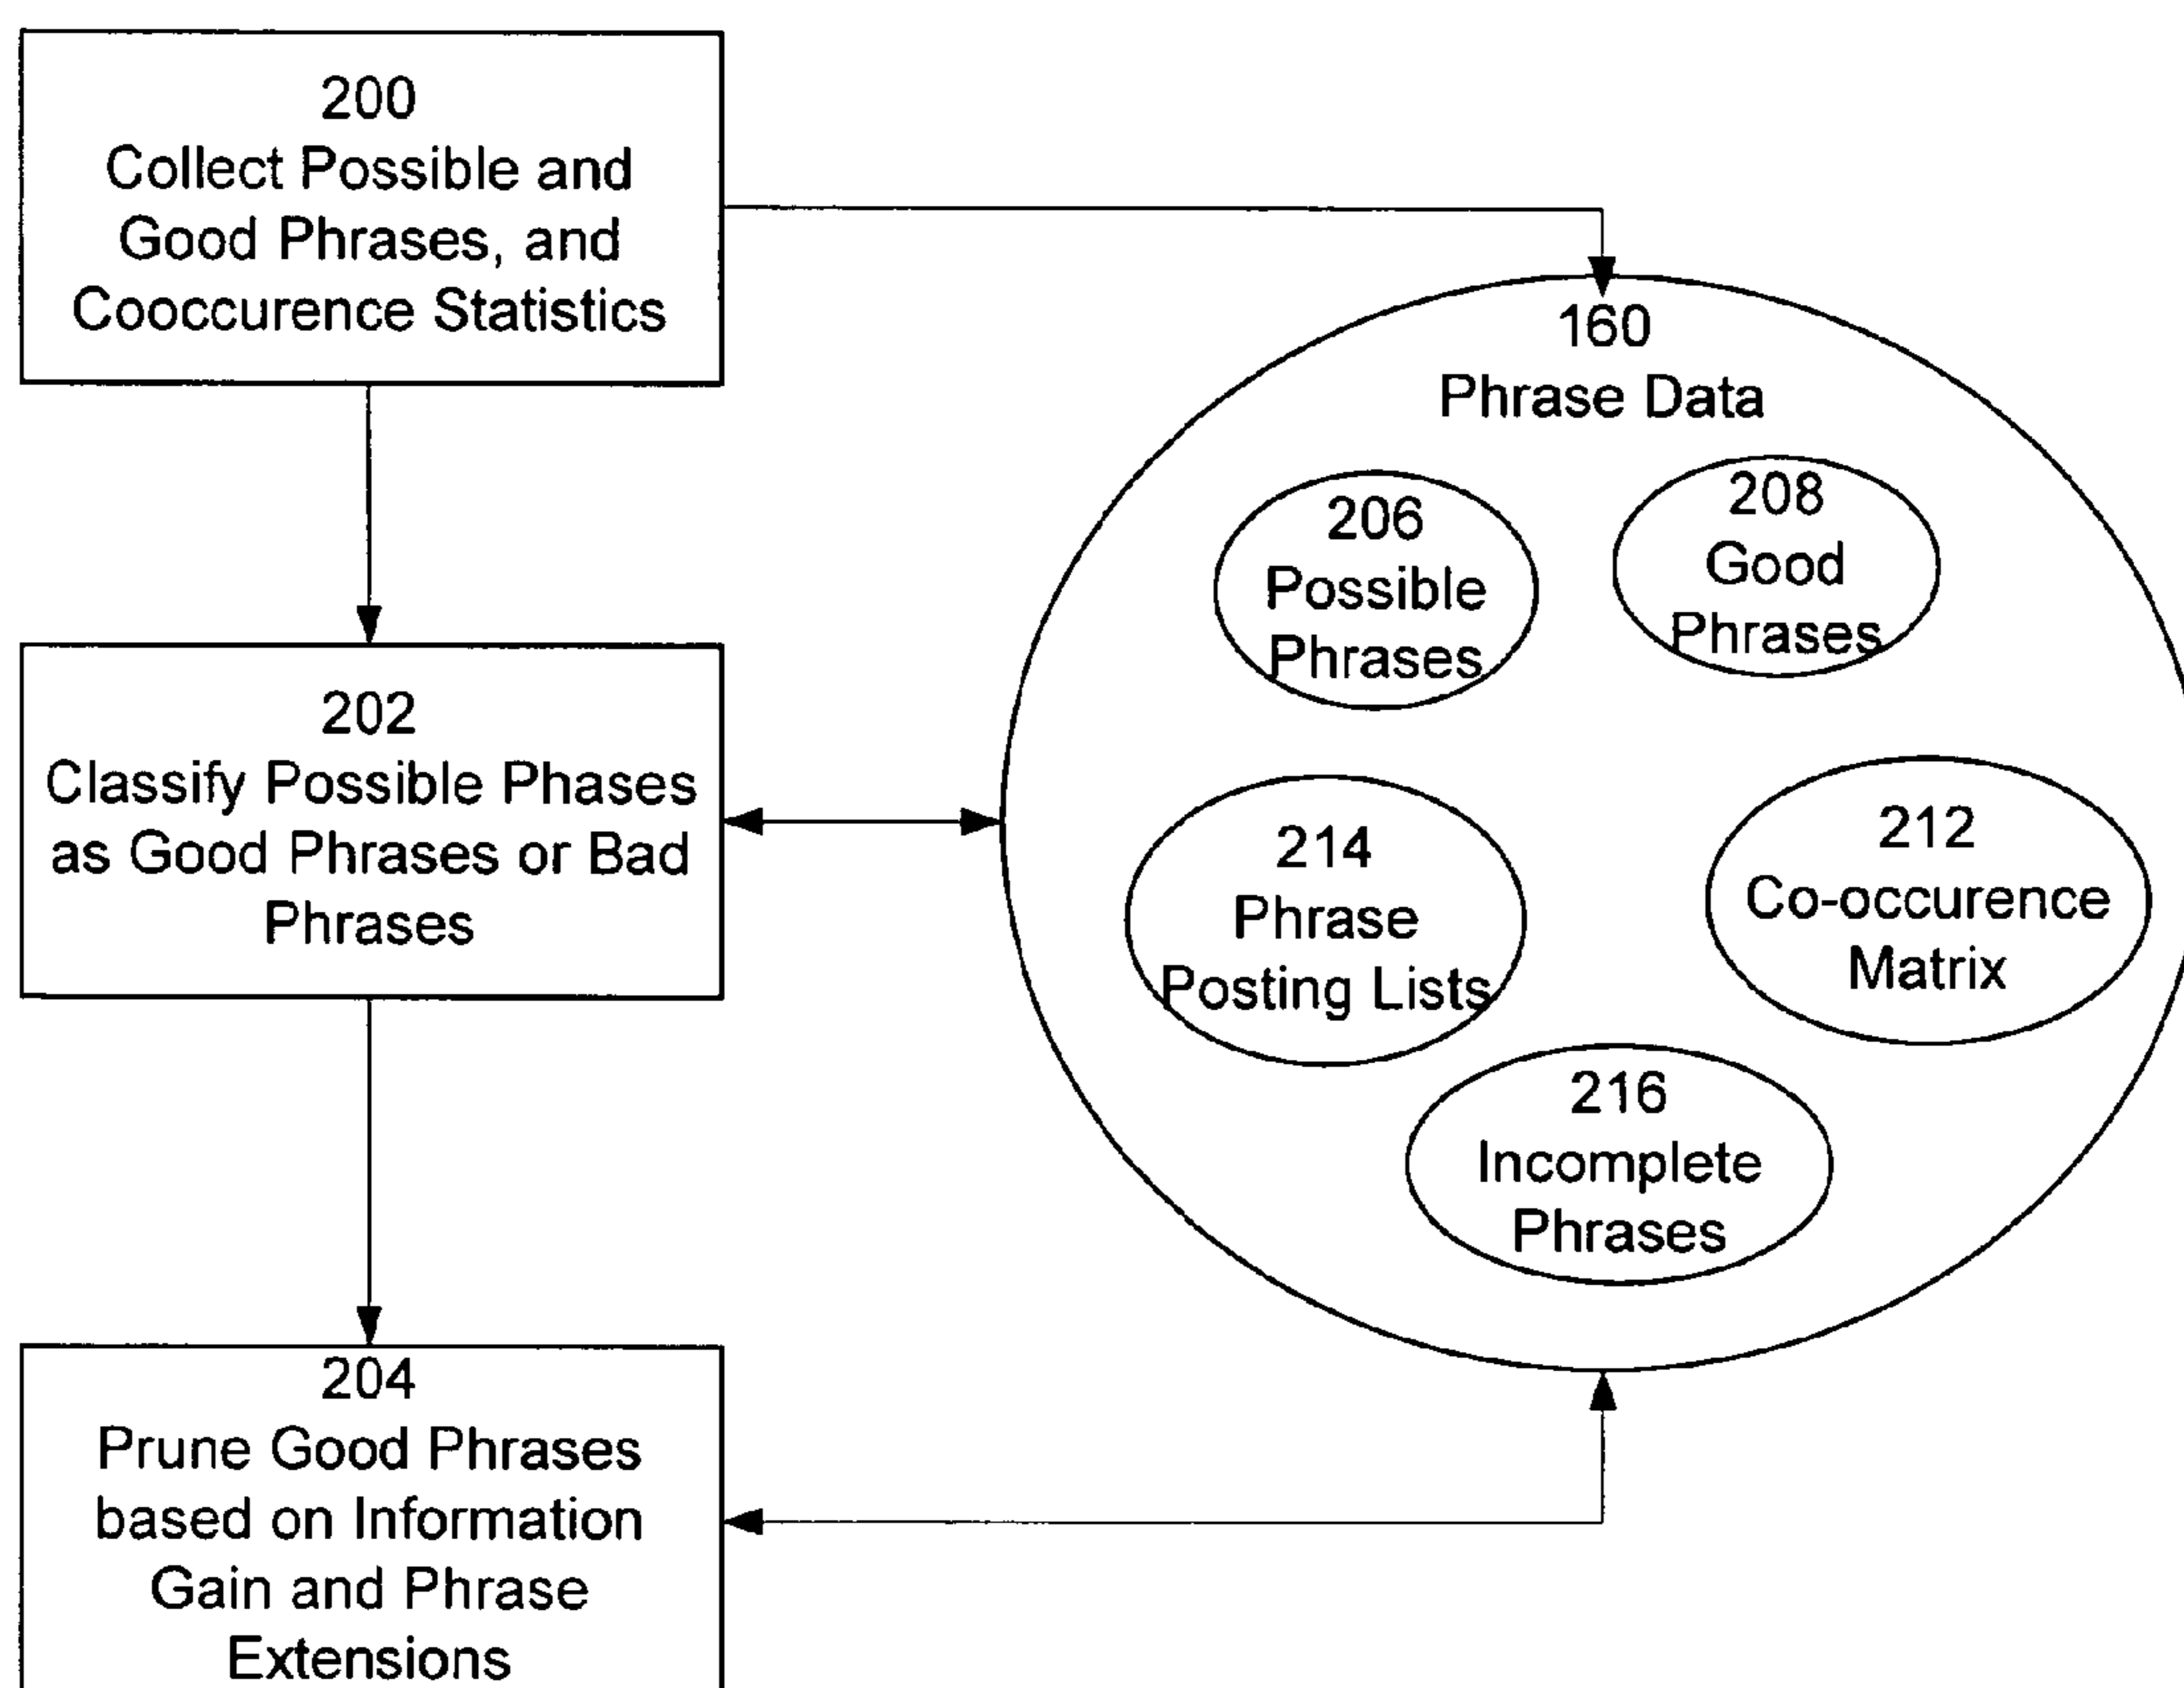 200
Collect Possible and
Good Phrases, and
Cooccurence Statistics
160
Phrase Data
206
Possible
Phrases
208
Good
Phrases
202
Classify Possible Phases
as Good Phrases or Bad
Phrases
214
Phrase
Posting Lists
212
Co-occurence
Matrix
216
Incomplete
Phrases
204
Prune Good Phrases
based on Information
Gain and Phrase
Extensions